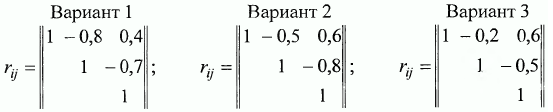 Вариант 1 Вариант 2 Вариант 3
1 −0,8 0,4 1 −0,5 0,6 1 −0,2 0,6
r_ij = 1 −0,7 ; r_ij = 1 −0,8 ; r_ij = 1 −0,5
1 1 1